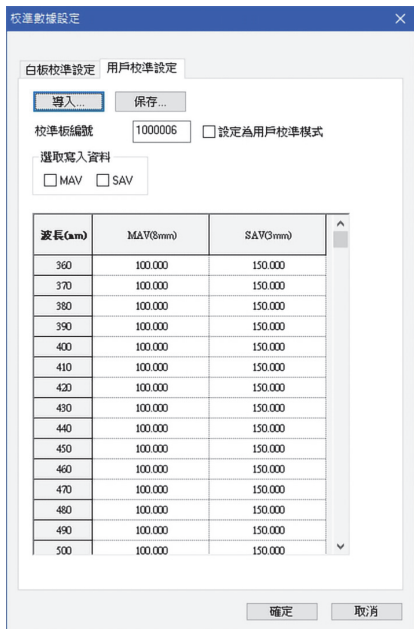 校準數據設定
白板校準設定 用戶校準設定
導入... 保存...
校準板編號 1000006 設定為用戶校準模式
選取寫入資料
MAV SAV
波長(nm) MAV(8mm) SAV(3mm)
360 100.000 150.000
370 100.000 150.000
380 100.000 150.000
390 100.000 150.000
400 100.000 150.000
410 100.000 150.000
420 100.000 150.000
430 100.000 150.000
440 100.000 150.000
450 100.000 150.000
460 100.000 150.000
470 100.000 150.000
480 100.000 150.000
490 100.000 150.000
500 100.000 150.000
確定 取消